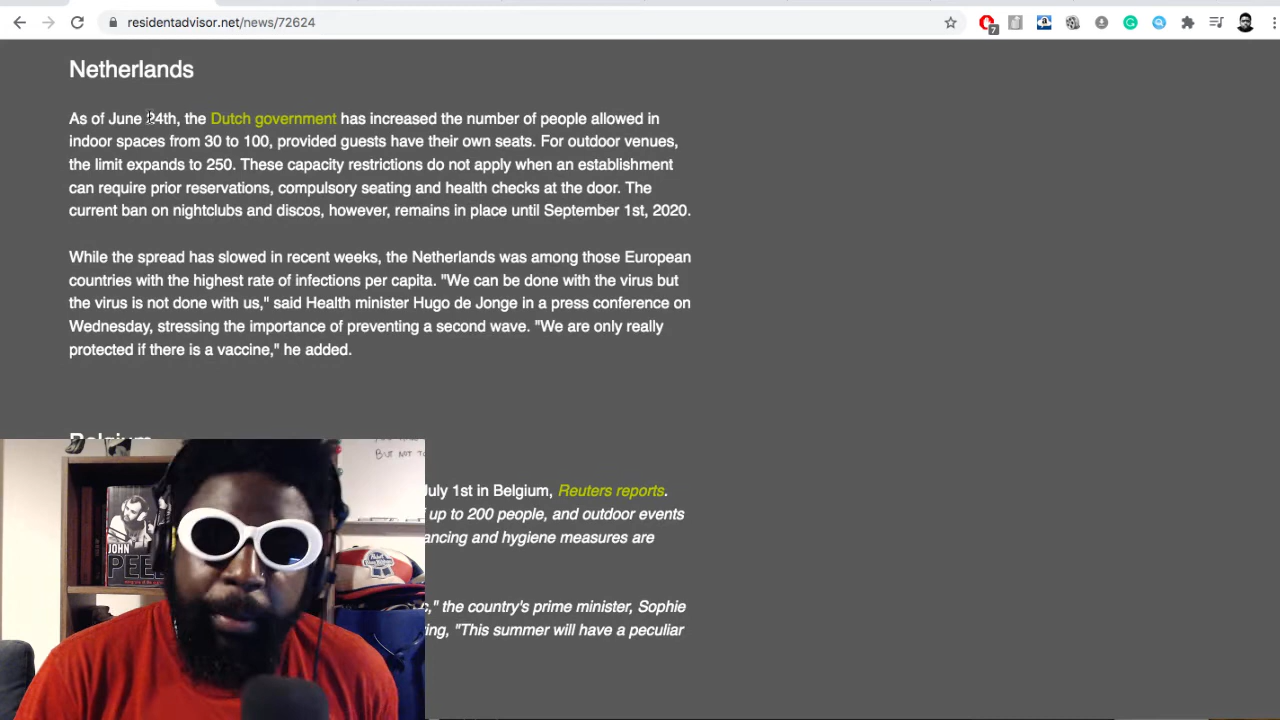 residentadvisor.net/news/72624
7
Netherlands
As of June 24th, the Dutch government has increased the number of people allowed in
indoor spaces from 30 to 100, provided guests have their own seats. For outdoor venues,
the limit expands to 250. These capacity restrictions do not apply when an establishment
can require prior reservations, compulsory seating and health checks at the door. The
current ban on nightclubs and discos, however, remains in place until September 1st, 2020.
While the spread has slowed in recent weeks, the Netherlands was among those European
countries with the highest rate of infections per capita. "We can be done with the virus but
the virus is not done with us," said Health minister Hugo de Jonge in a press conference on
Wednesday, stressing the importance of preventing a second wave. "We are only really
protected if there is a vaccine," he added.
Belgium
July 1st in Belgium, Reuters reports.
up to 200 people, and outdoor events
ancing and hygiene measures are
c," the country's prime minister, Sophie
ing, "This summer will have a peculiar
BUT NOT TO
JOHN
PEE